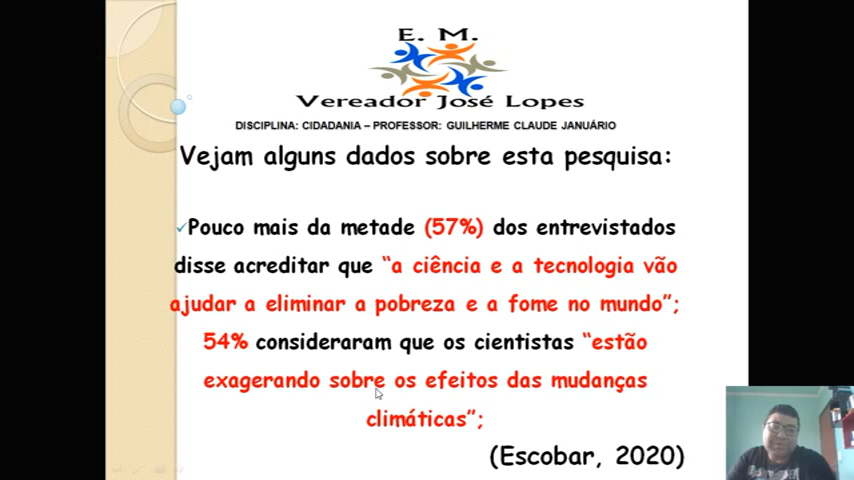 E. M.
Vereador José Lopes
DISCIPLINA: CIDADANIA – PROFESSOR: GUILHERME CLAUDE JANUÁRIO
Vejam alguns dados sobre esta pesquisa:
Pouco mais da metade (57%) dos entrevistados
disse acreditar que “a ciência e a tecnologia vão
ajudar a eliminar a pobreza e a fome no mundo”;
54% consideraram que os cientistas “estão
exagerando sobre os efeitos das mudanças
climáticas”;
(Escobar, 2020)